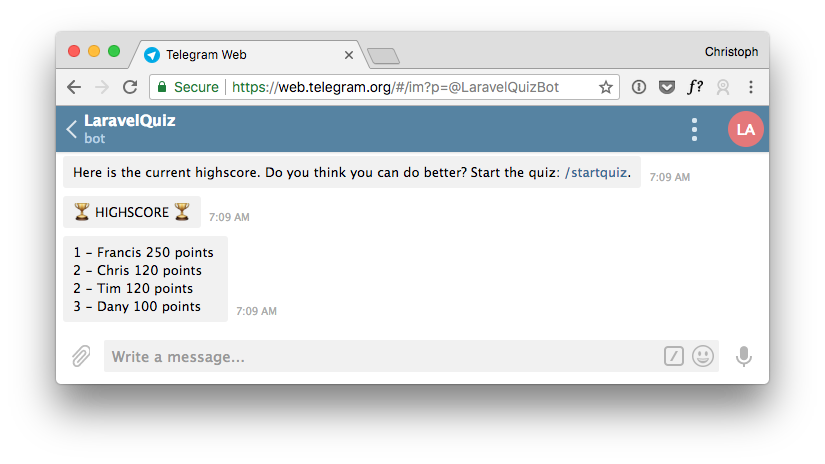 Telegram Web
Christoph
Secure https://web.telegram.org/#/im?p=@LaravelQuizBot
f?
LaravelQuiz
bot
LA
Here is the current highscore. Do you think you can do better? Start the quiz: /startquiz.
7:09 AM
🏆 HIGHSCORE 🏆
7:09 AM
1 – Francis 250 points
2 – Chris 120 points
2 – Tim 120 points
3 – Dany 100 points
7:09 AM
Write a message...